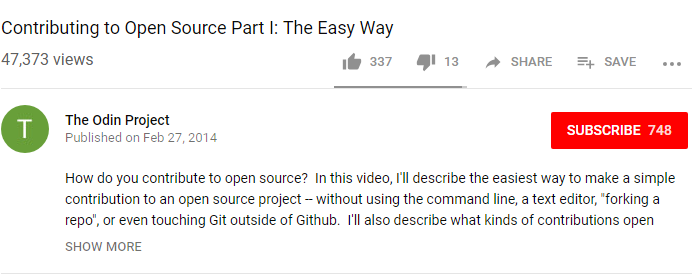 Contributing to Open Source Part I: The Easy Way
47,373 views
337
13
SHARE
SAVE
T
The Odin Project
Published on Feb 27, 2014
SUBSCRIBE 748
How do you contribute to open source? In this video, I'll describe the easiest way to make a simple
contribution to an open source project -- without using the command line, a text editor, "forking a
repo", or even touching Git outside of Github. I'll also describe what kinds of contributions open
SHOW MORE